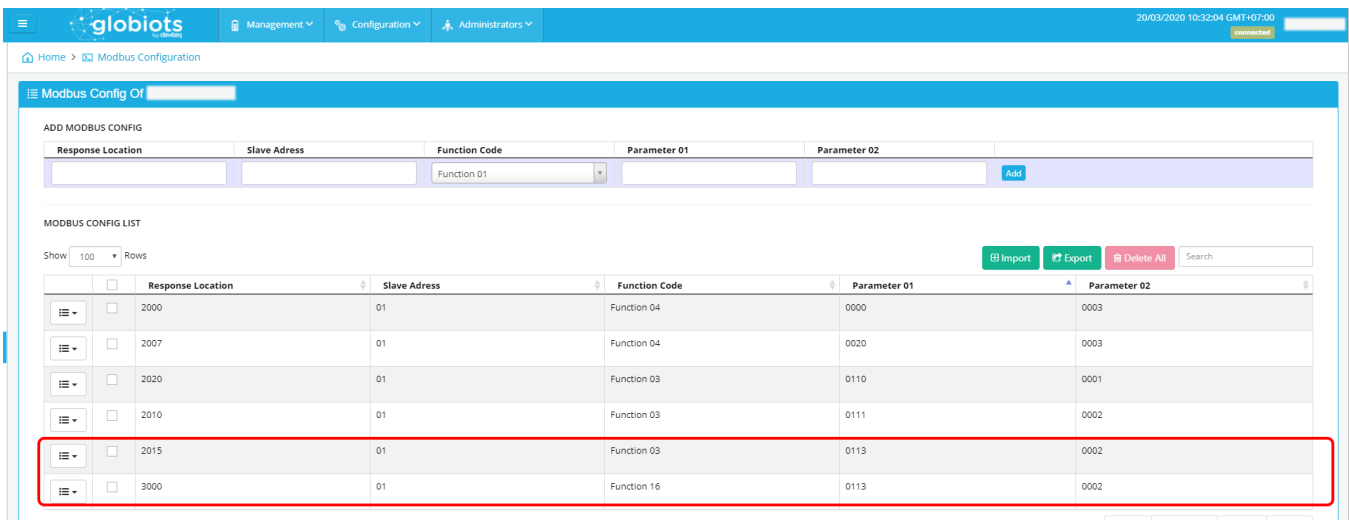 globiots
by daviteq
Management
Configuration
Administrators
20/03/2020 10:32:04 GMT+07:00
connected
Home > Modbus Configuration
Modbus Config Of
ADD MODBUS CONFIG
Response Location Slave Adress Function Code Parameter 01 Parameter 02
Function 01 Add
MODBUS CONFIG LIST
Show 100 Rows Import Export Delete All Search
Response Location Slave Adress Function Code Parameter 01 Parameter 02
2000 01 Function 04 0000 0003
2007 01 Function 04 0020 0003
2020 01 Function 03 0110 0001
2010 01 Function 03 0111 0002
2015 01 Function 03 0113 0002
3000 01 Function 16 0113 0002